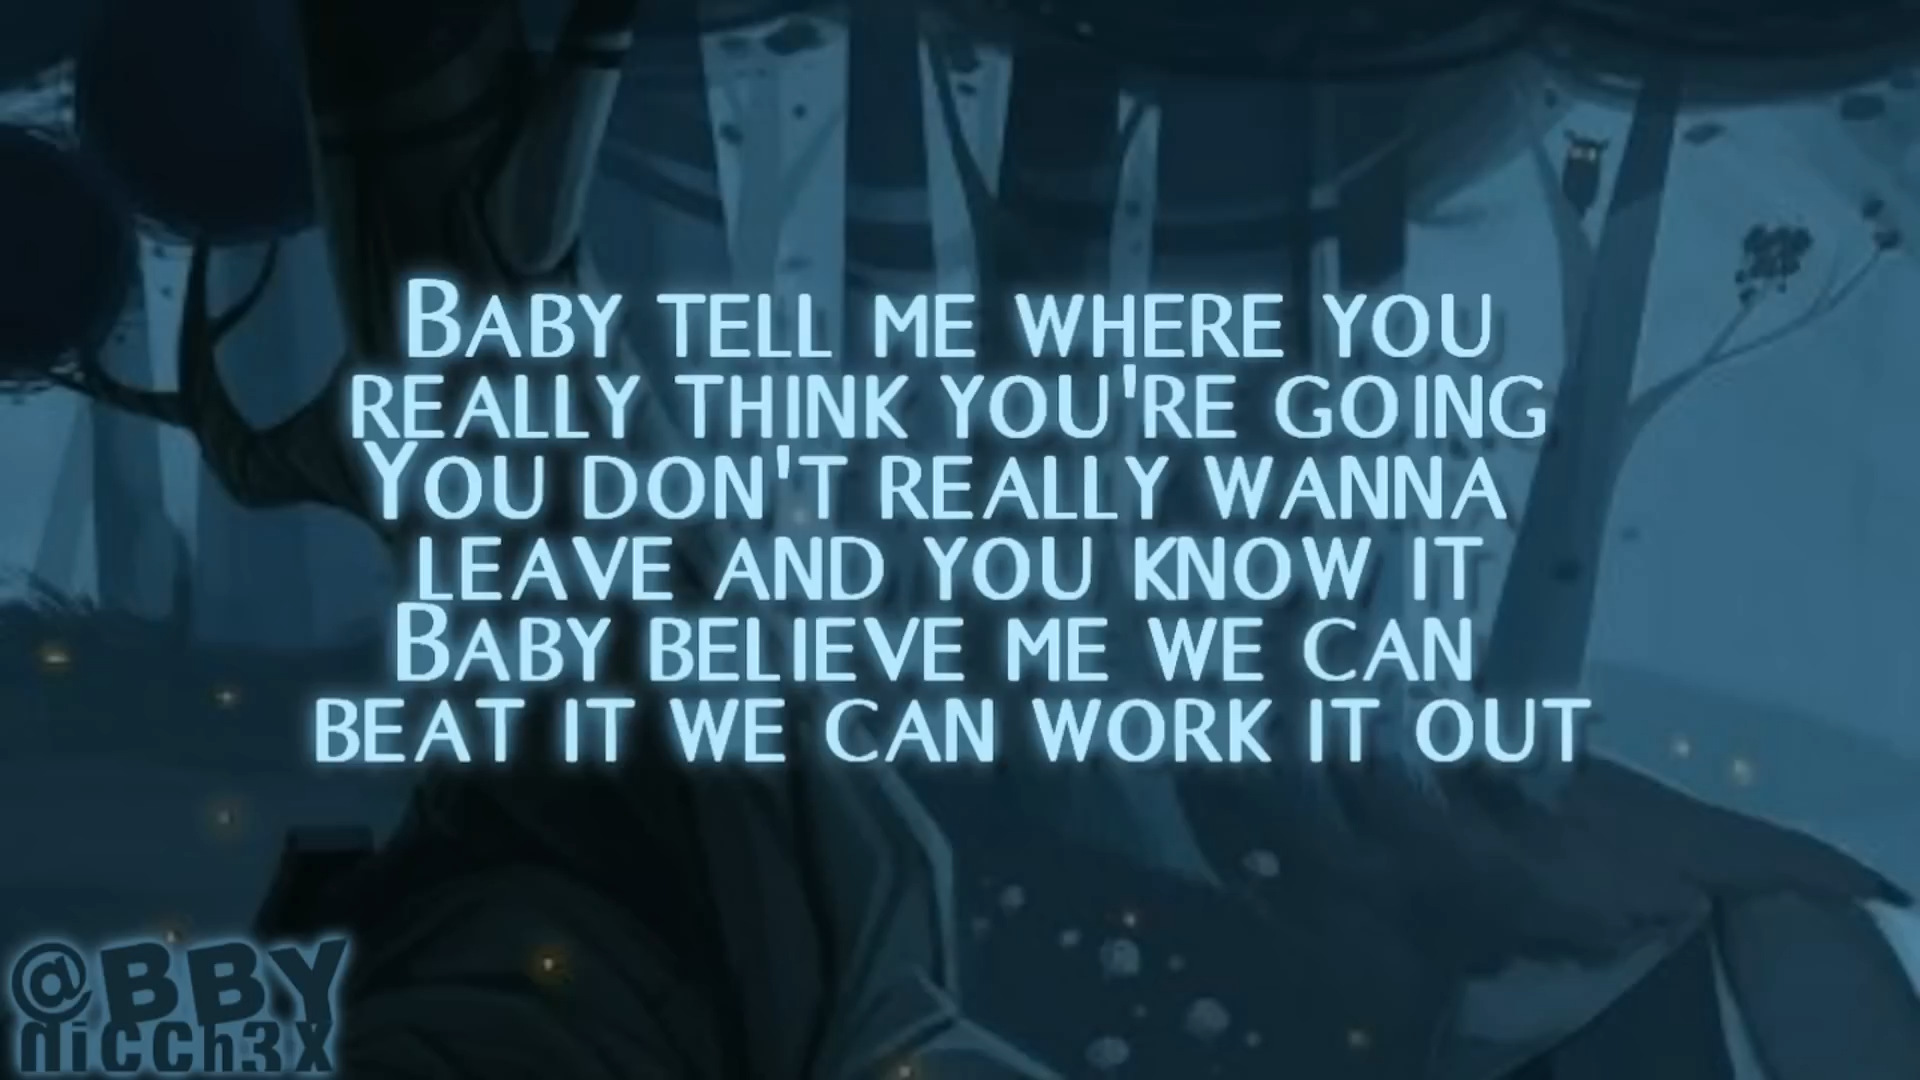 Baby tell me where you
really think you're going
You don't really wanna
leave and you know it
Baby believe me we can
beat it we can work it out
@BBY
nicch3x